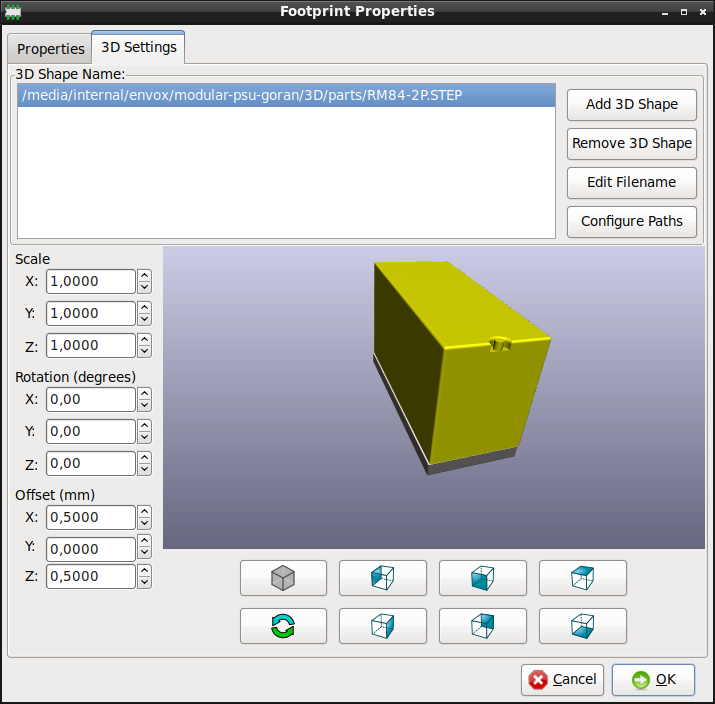 Footprint Properties
Properties
3D Settings
3D Shape Name:
/media/internal/envox/modular-psu-goran/3D/parts/RM84-2P.STEP
Add 3D Shape
Remove 3D Shape
Edit Filename
Configure Paths
Scale
X: 1,0000
Y: 1,0000
Z: 1,0000
Rotation (degrees)
X: 0,00
Y: 0,00
Z: 0,00
Offset (mm)
X: 0,5000
Y: 0,0000
Z: 0,5000
Cancel
OK